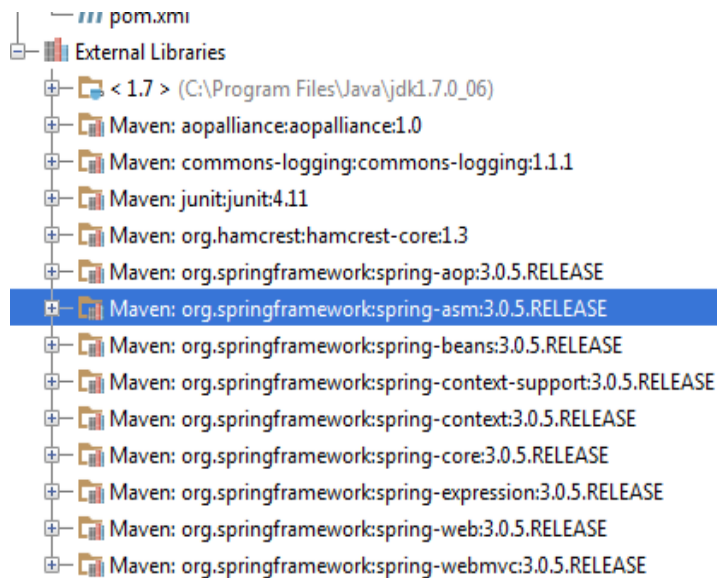 pom.xml
External Libraries
< 1.7 > (C:\Program Files\Java\jdk1.7.0_06)
Maven: aopalliance:aopalliance:1.0
Maven: commons-logging:commons-logging:1.1.1
Maven: junit:junit:4.11
Maven: org.hamcrest:hamcrest-core:1.3
Maven: org.springframework:spring-aop:3.0.5.RELEASE
Maven: org.springframework:spring-asm:3.0.5.RELEASE
Maven: org.springframework:spring-beans:3.0.5.RELEASE
Maven: org.springframework:spring-context-support:3.0.5.RELEASE
Maven: org.springframework:spring-context:3.0.5.RELEASE
Maven: org.springframework:spring-core:3.0.5.RELEASE
Maven: org.springframework:spring-expression:3.0.5.RELEASE
Maven: org.springframework:spring-web:3.0.5.RELEASE
Maven: org.springframework:spring-webmvc:3.0.5.RELEASE